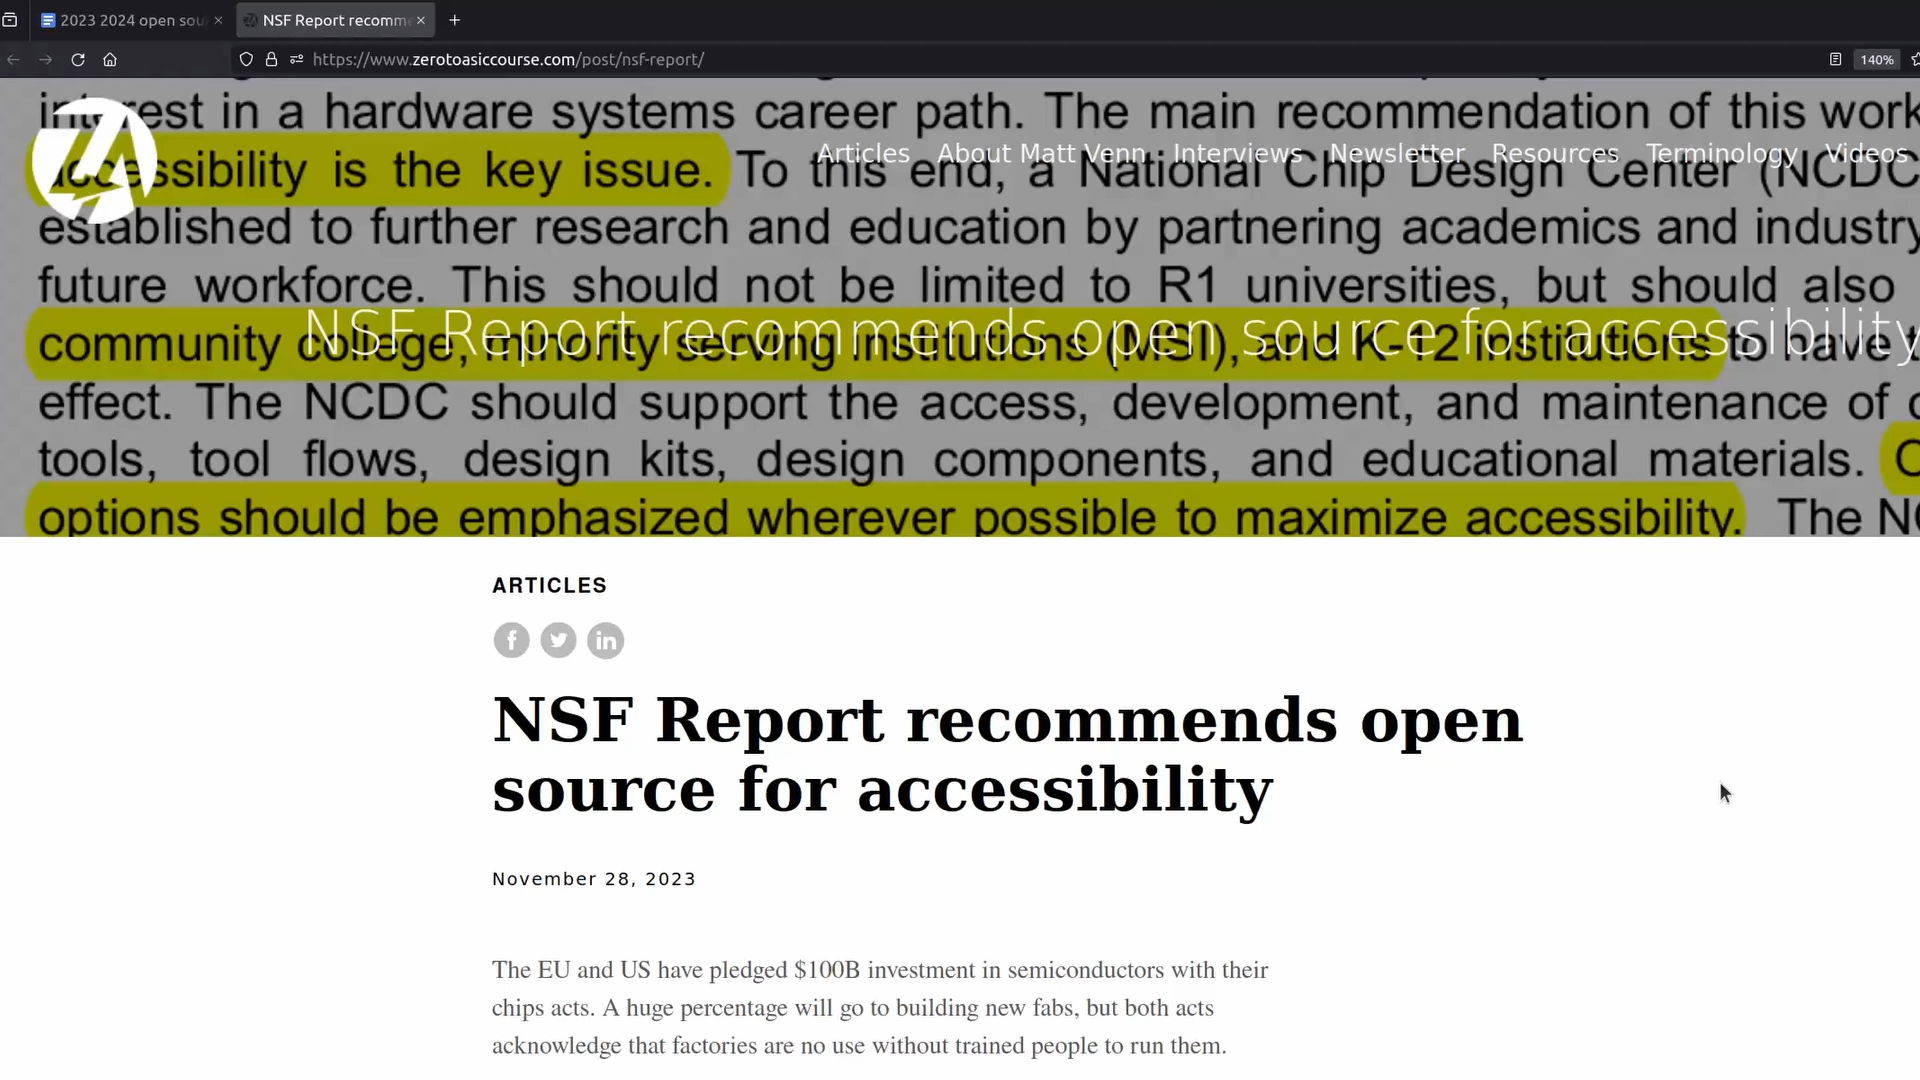 2023 2024 open sou
NSF Report recomm
https://www.zerotoasiccourse.com/post/nsf-report/
140%
interest in a hardware systems career path. The main recommendation of this work
accessibility is the key issue. To this end, a National Chip Design Center (NCDC
Articles About Matt Venn Interviews Newsletter Resources Terminology Videos
established to further research and education by partnering academics and industry
future workforce. This should not be limited to R1 universities, but should also
NSF Report recommends open source for accessibility
community college, minority serving institutions (MSI), and K-12 institutions to have
effect. The NCDC should support the access, development, and maintenance of
tools, tool flows, design kits, design components, and educational materials.
options should be emphasized wherever possible to maximize accessibility. The
ARTICLES
NSF Report recommends open
source for accessibility
November 28, 2023
The EU and US have pledged $100B investment in semiconductors with their
chips acts. A huge percentage will go to building new fabs, but both acts
acknowledge that factories are no use without trained people to run them.